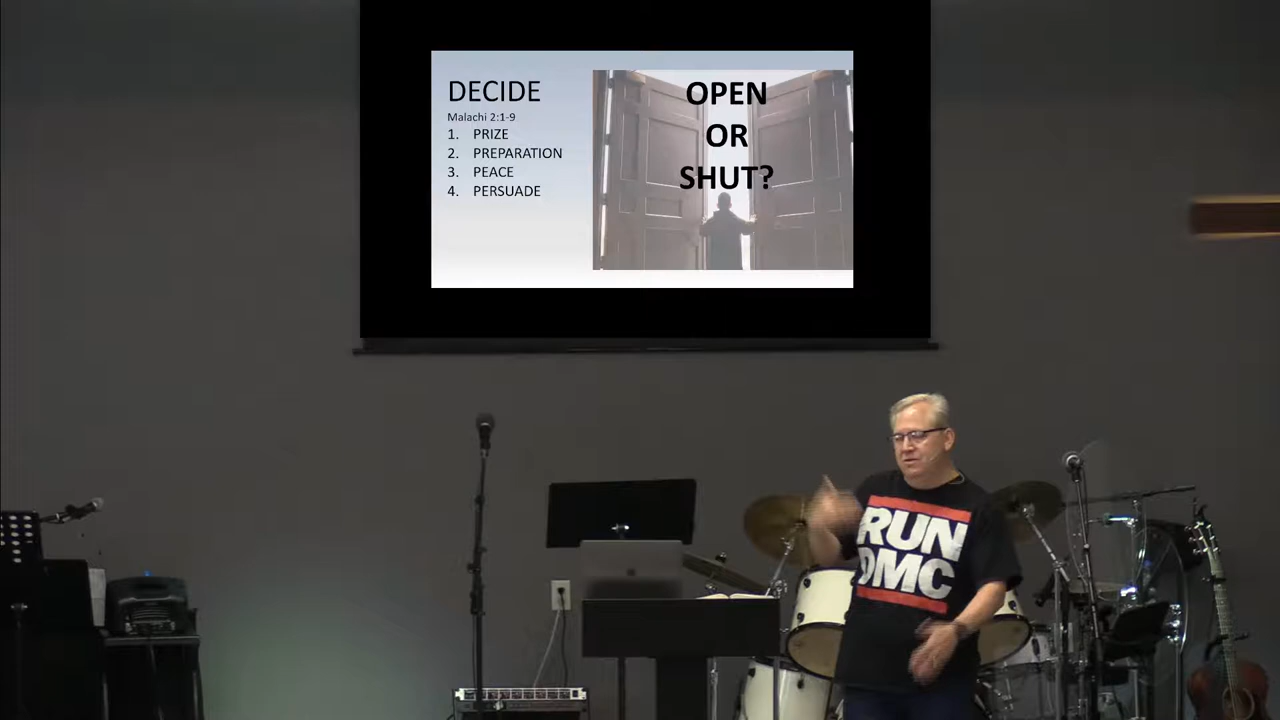 DECIDE
Malachi 2:1-9
1. PRIZE
2. PREPARATION
3. PEACE
4. PERSUADE
OPEN
OR
SHUT?
RUN
DMC